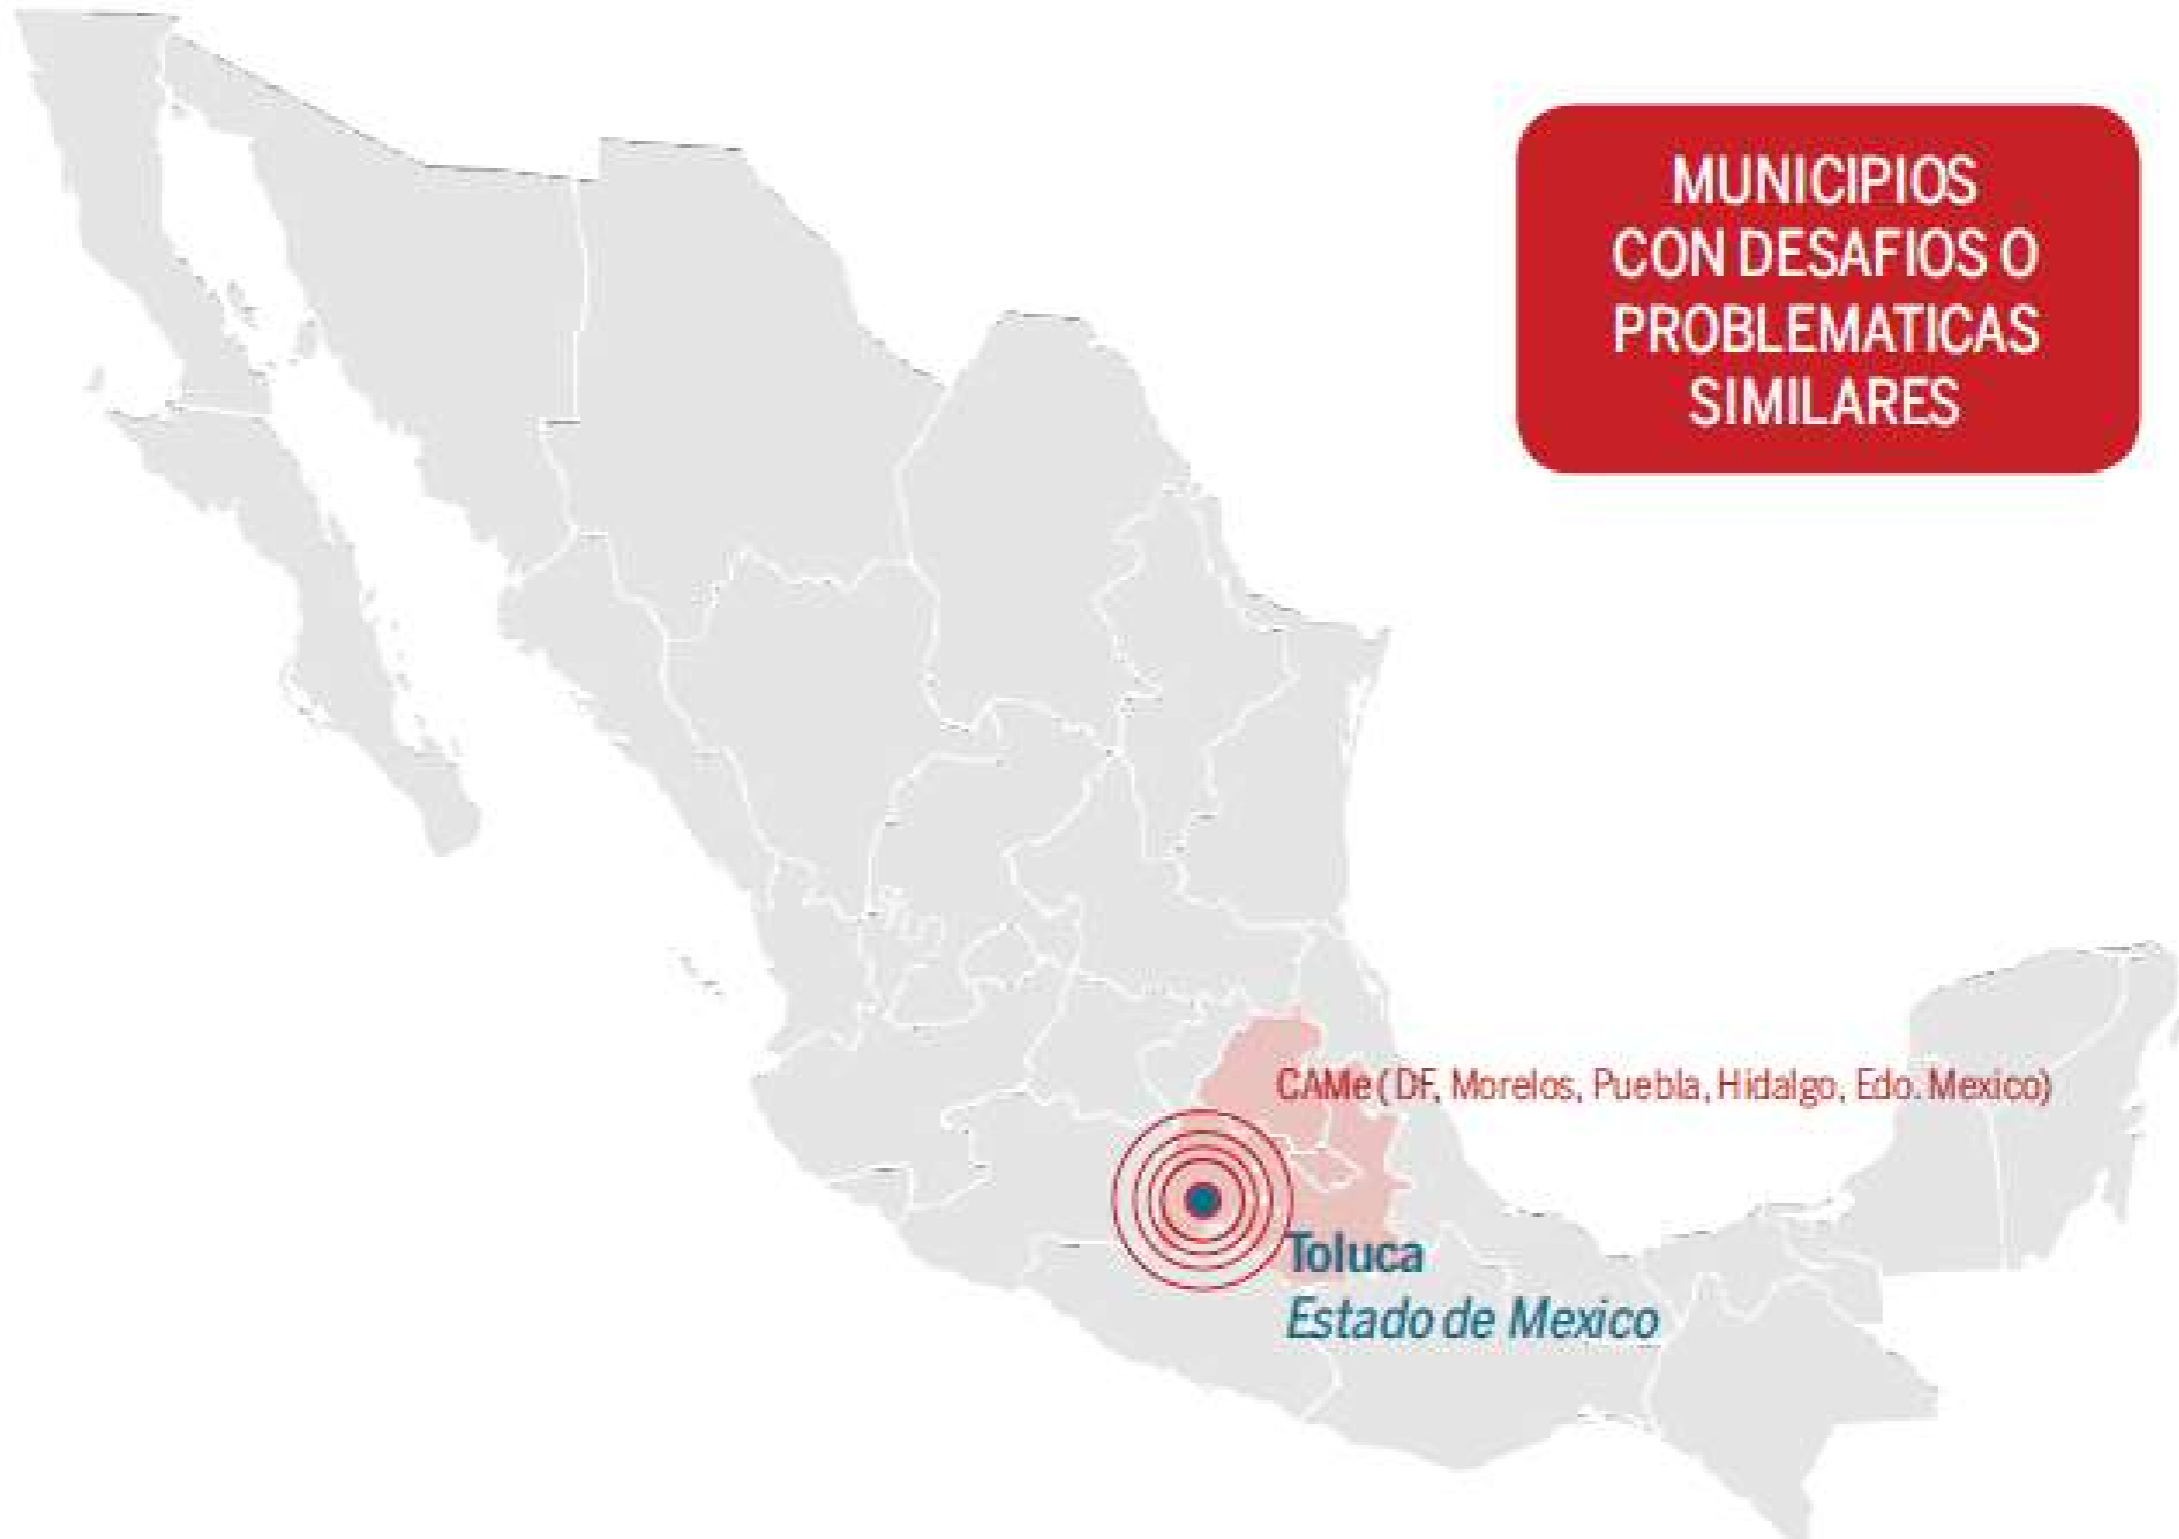 MUNICIPIOS
CON DESAFIOS O
PROBLEMATICAS
SIMILARES
CAMe (DF, Morelos, Puebla, Hidalgo, Edo. Mexico)
Toluca
Estado de Mexico